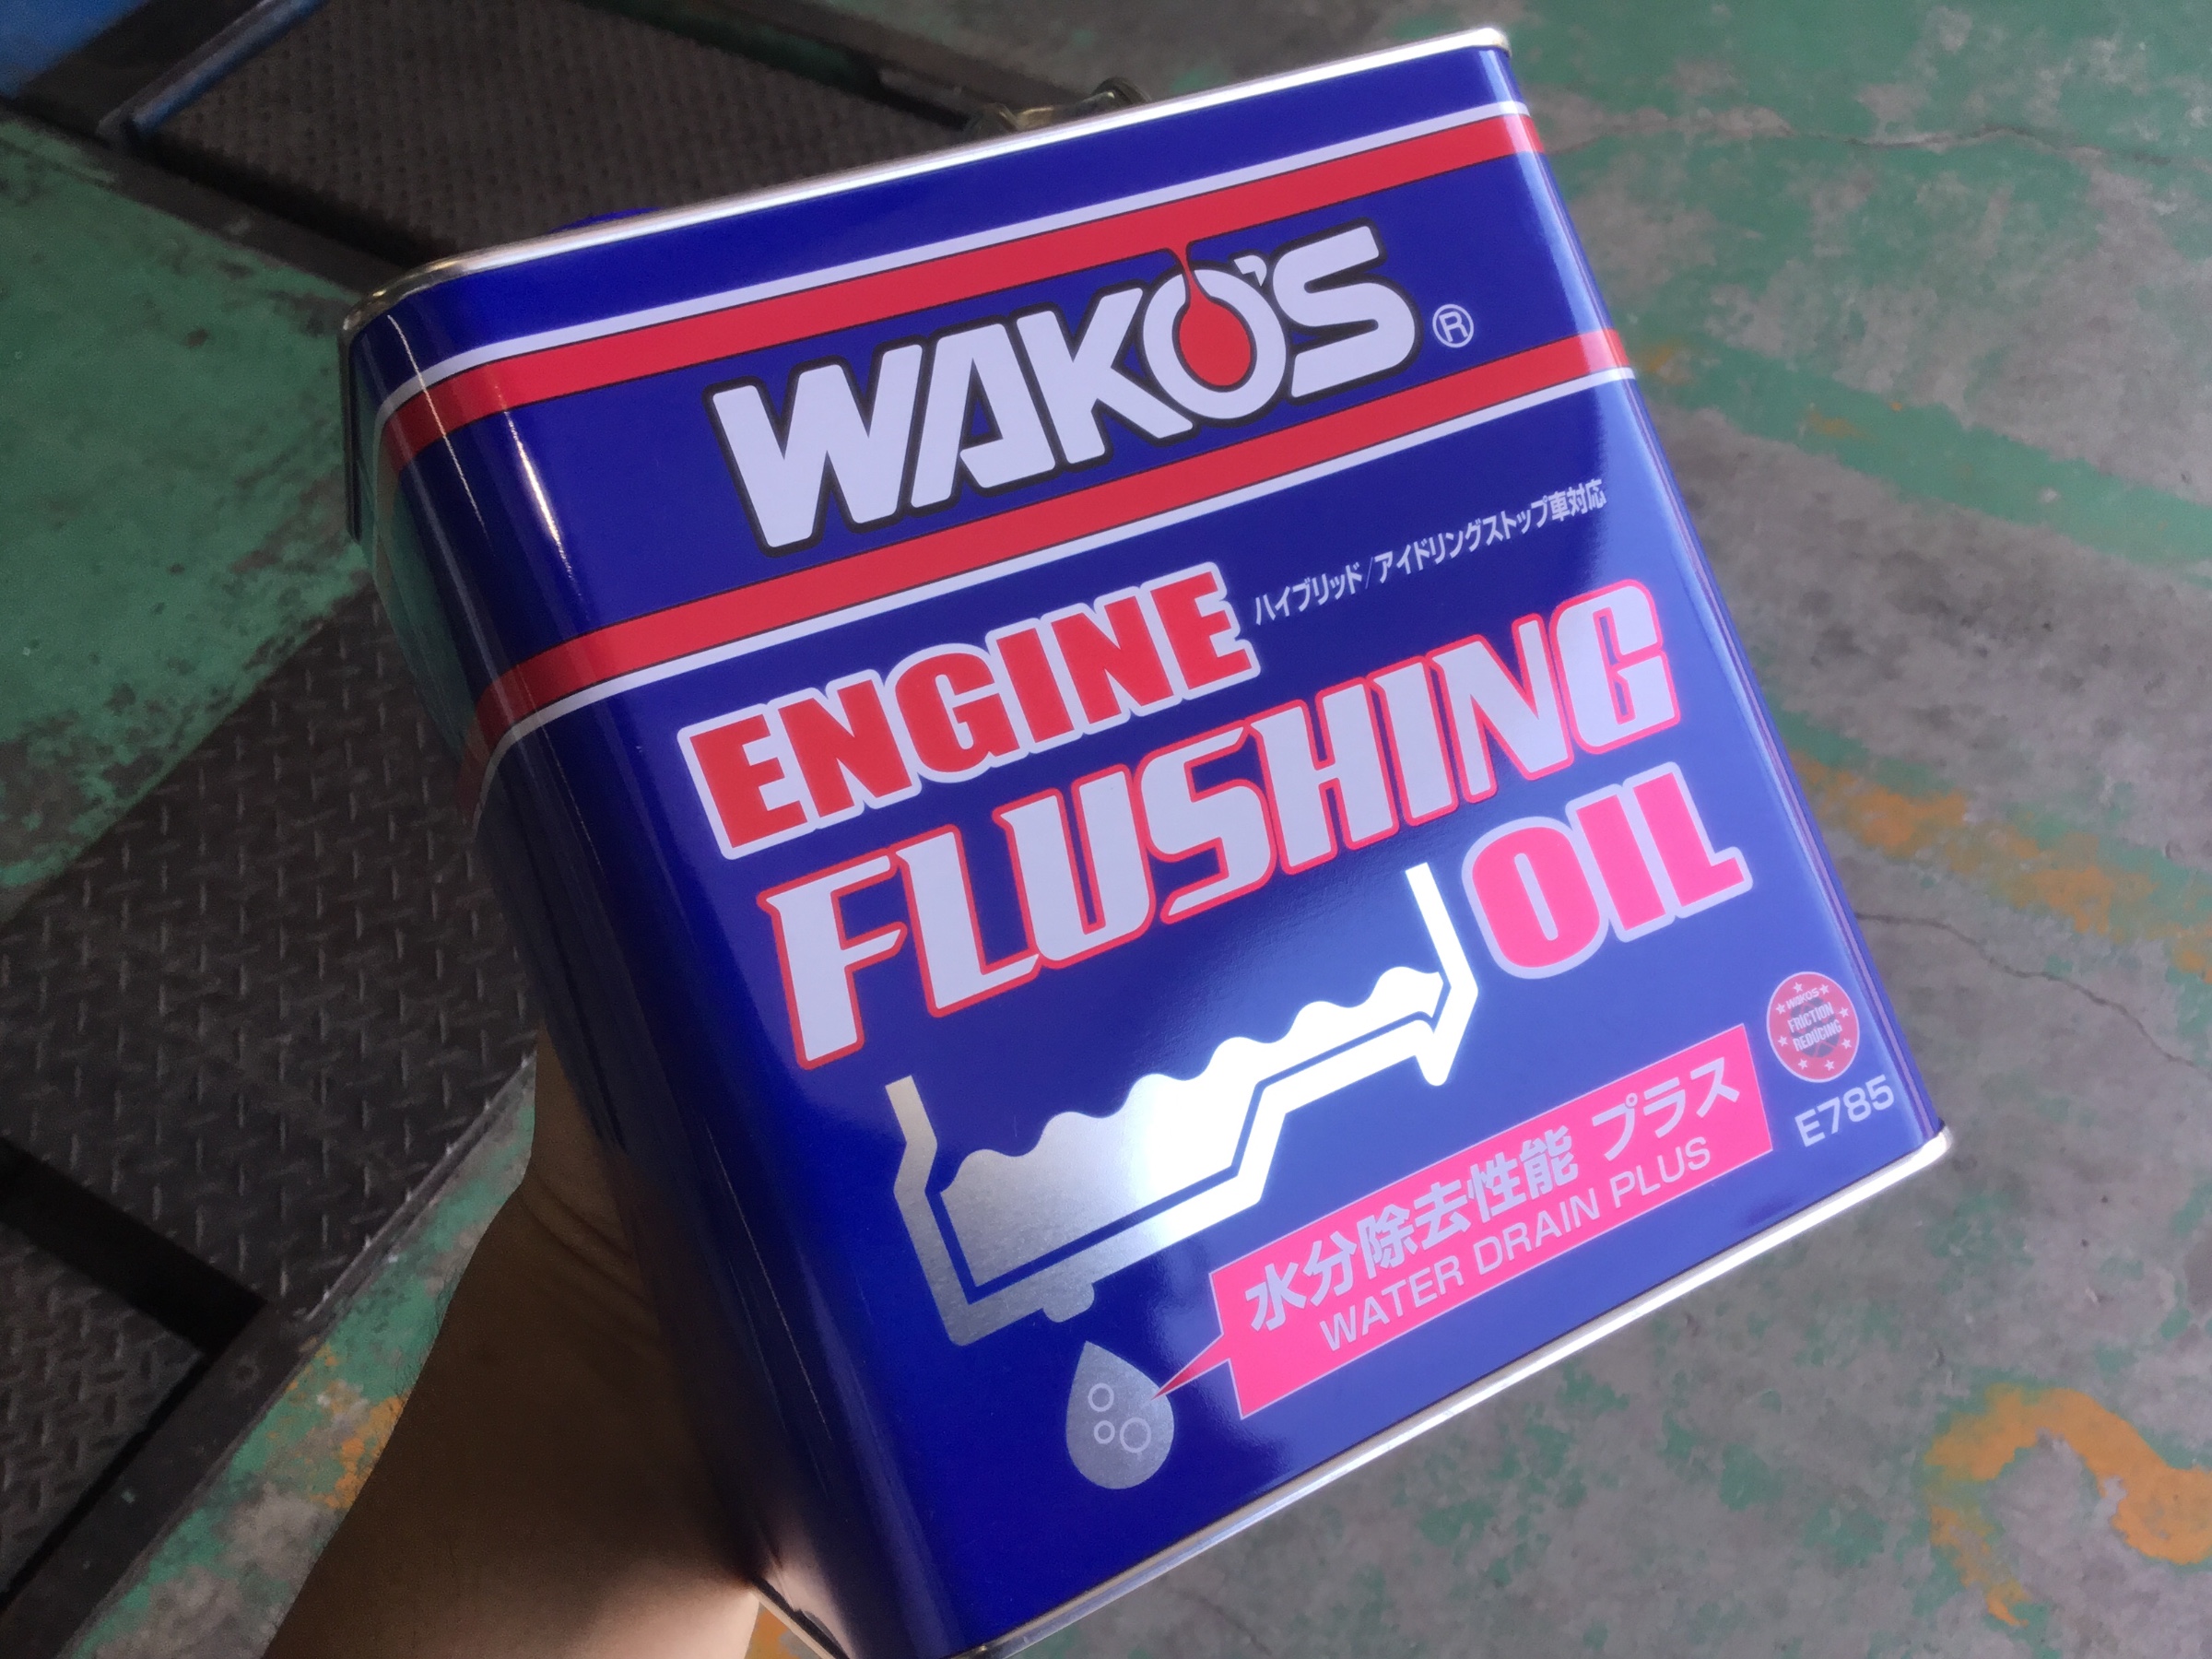 WAKO'S®
ハイブリッド/アイドリングストップ車対応
ENGINE
FLUSHING
OIL
WAKO'S
FRICTION
REDUCING
E785
水分除去性能 プラス
WATER DRAIN PLUS